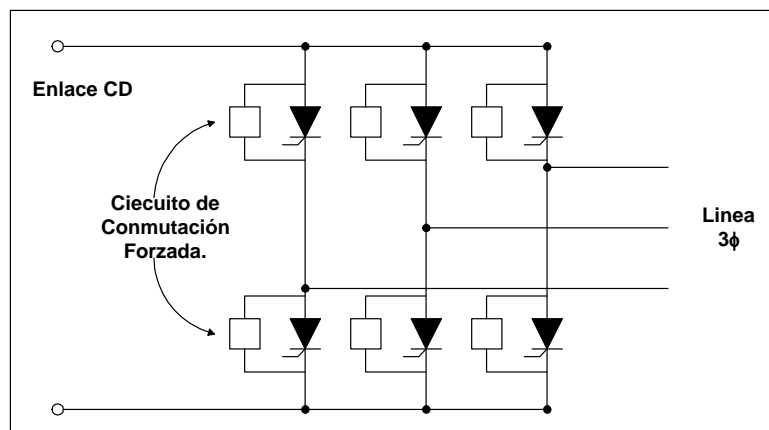 Enlace CD
Ciecuito de
Conmutación
Forzada.
Linea
3ϕ